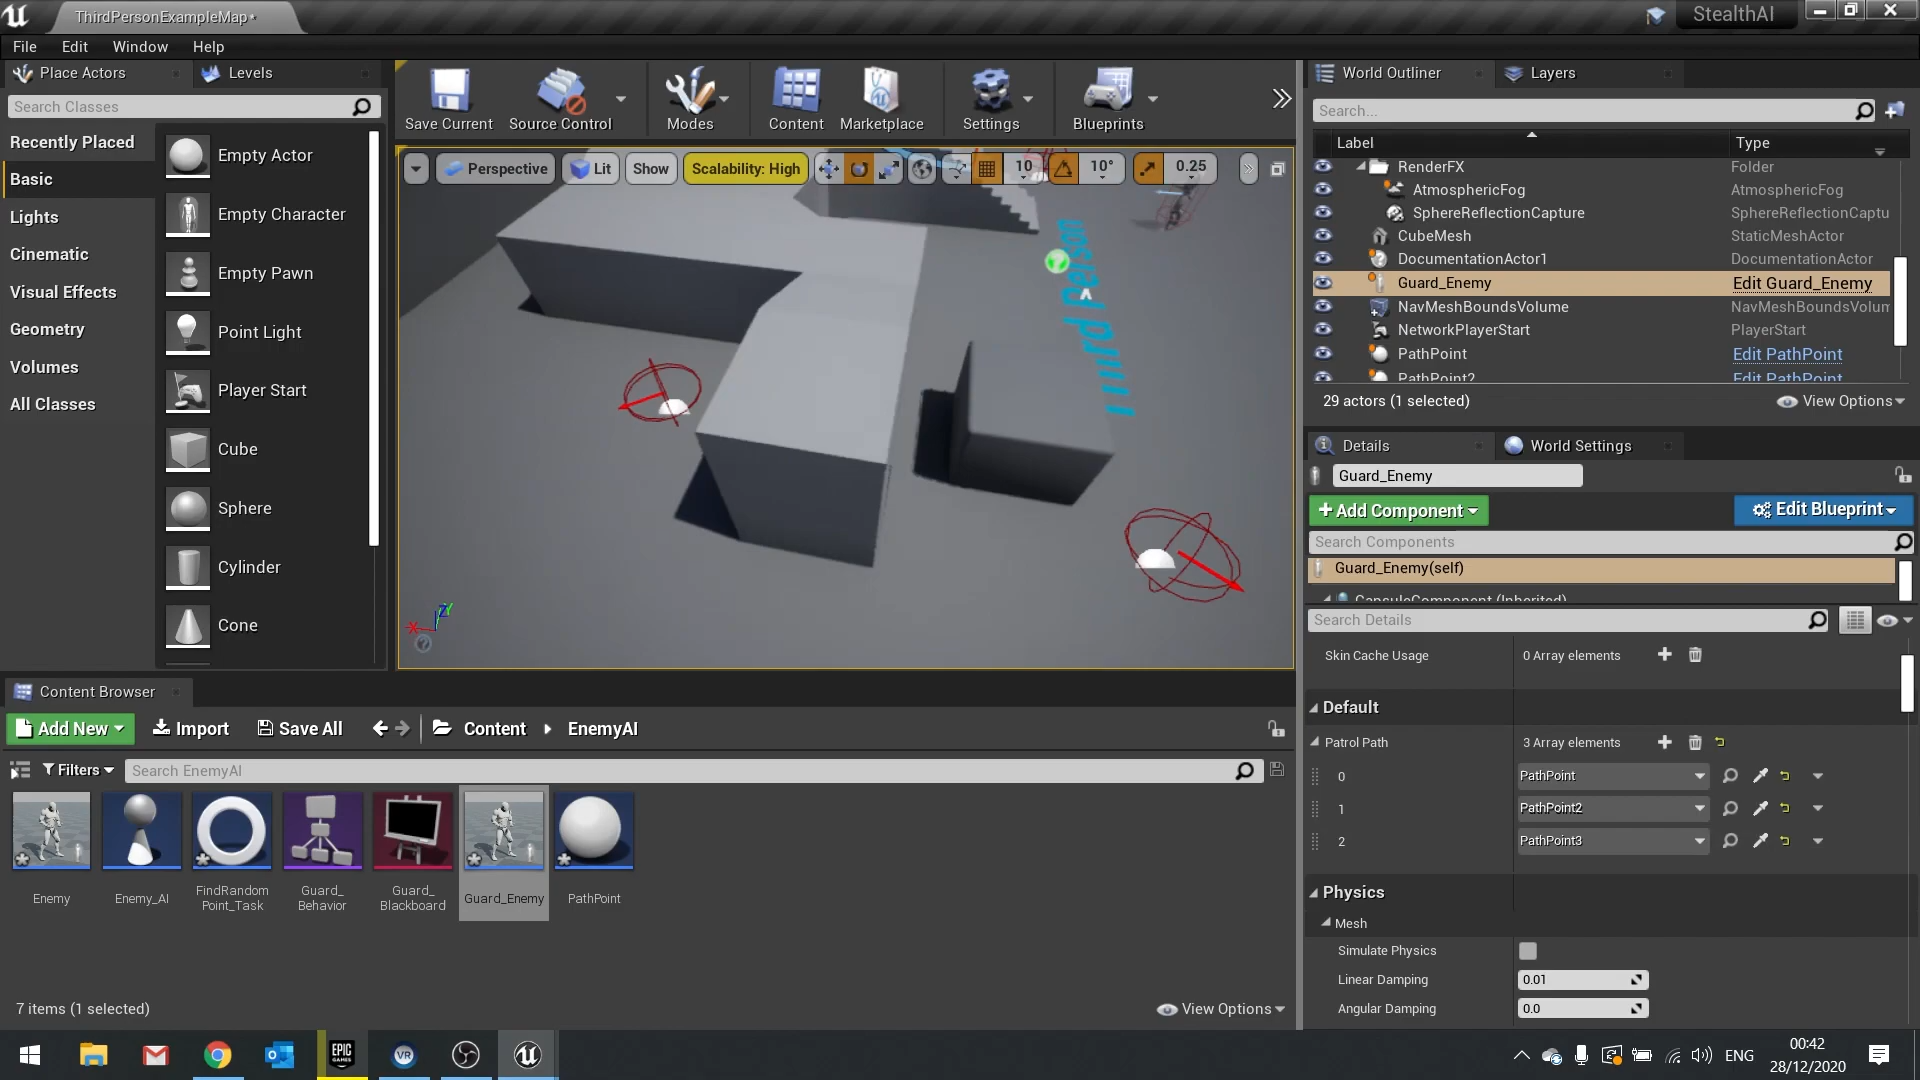 ThirdPersonExampleMap*
StealthAI
File Edit Window Help
Place Actors
Levels
Search Classes
Recently Placed
Basic
Lights
Cinematic
Visual Effects
Geometry
Volumes
All Classes
Empty Actor
Empty Character
Empty Pawn
Point Light
Player Start
Cube
Sphere
Cylinder
Cone
Save Current
Source Control
Modes
Content
Marketplace
Settings
Blueprints
Perspective
Lit
Show
Scalability: High
10
10°
0.25
Third Person
World Outliner
Layers
Search...
Label Type
RenderFX Folder
AtmosphericFog AtmosphericFog
SphereReflectionCapture SphereReflectionCaptu
CubeMesh StaticMeshActor
DocumentationActor1 DocumentationActor
Guard_Enemy Edit Guard_Enemy
NavMeshBoundsVolume NavMeshBoundsVolum
NetworkPlayerStart PlayerStart
PathPoint Edit PathPoint
PathPoint2 Edit PathPoint
29 actors (1 selected)
View Options
Details
World Settings
Guard_Enemy
Add Component
Edit Blueprint
Search Components
Guard_Enemy(self)
CapsuleComponent (Inherited)
Search Details
Skin Cache Usage 0 Array elements
Default
Patrol Path 3 Array elements
0 PathPoint
1 PathPoint2
2 PathPoint3
Physics
Mesh
Simulate Physics
Linear Damping 0.01
Angular Damping 0.0
Content Browser
Add New
Import
Save All
Content
EnemyAI
Filters
Search EnemyAI
Enemy
Enemy_AI
FindRandom
Point_Task
Guard_
Behavior
Guard_
Blackboard
Guard_Enemy
PathPoint
7 items (1 selected)
View Options
EPIC
GAMES
VR
ENG
00:42
28/12/2020